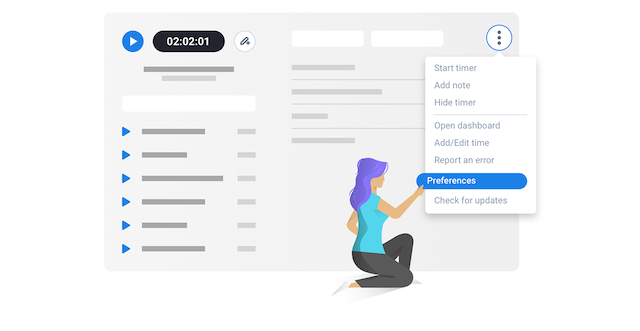 02:02:01
Start timer
Add note
Hide timer
Open dashboard
Add/Edit time
Report an error
Preferences
Check for updates